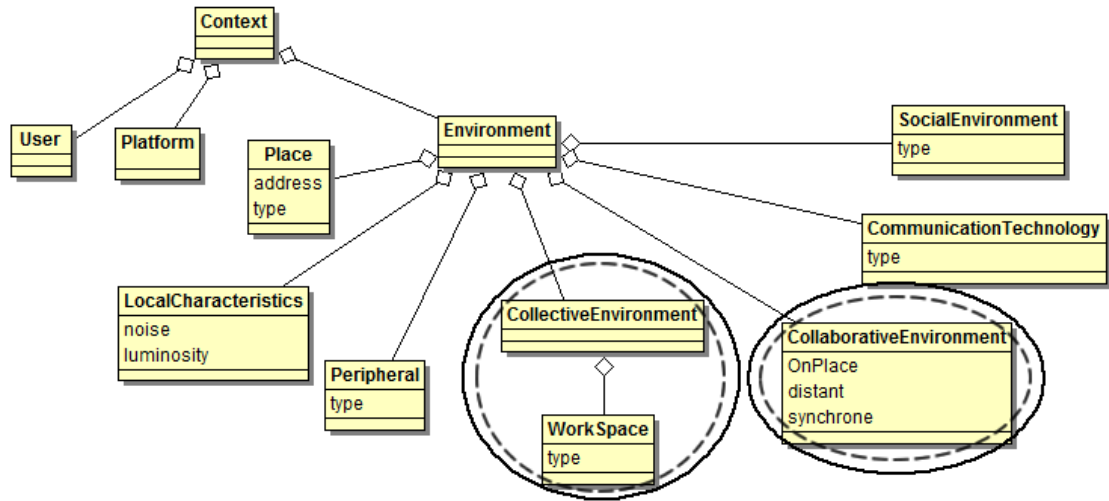 Context
User
Platform
Environment
SocialEnvironment
type
Place
address
type
CommunicationTechnology
type
LocalCharacteristics
noise
luminosity
CollectiveEnvironment
CollaborativeEnvironment
OnPlace
distant
synchrone
Peripheral
type
WorkSpace
type